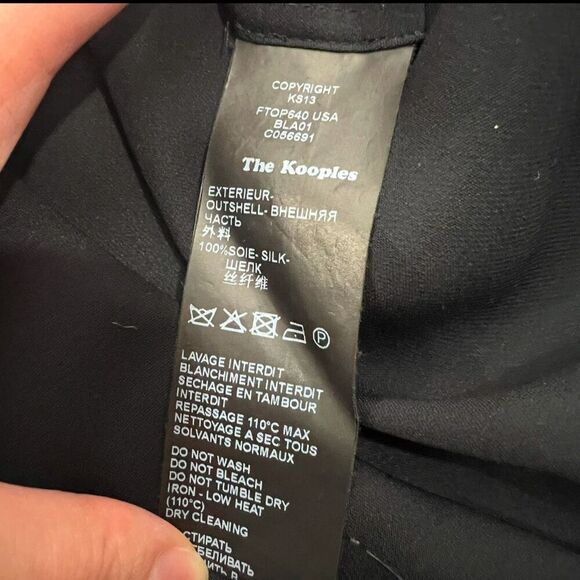 COPYRIGHT
KS13
FTOP640 USA
BLA01
C056691
The Kooples
EXTERIEUR-
OUTSHELL- ВНЕШНЯЯ
ЧАСТЬ
外料
100%SOIE- SILK-
ШЕЛК
丝纤维
P
LAVAGE INTERDIT
BLANCHIMENT INTERDIT
SECHAGE EN TAMBOUR
INTERDIT
REPASSAGE 110°C MAX
NETTOYAGE A SEC TOUS
SOLVANTS NORMAUX
DO NOT WASH
DO NOT BLEACH
DO NOT TUMBLE DRY
IRON - LOW HEAT
(110°C)
DRY CLEANING
СТИРАТЬ